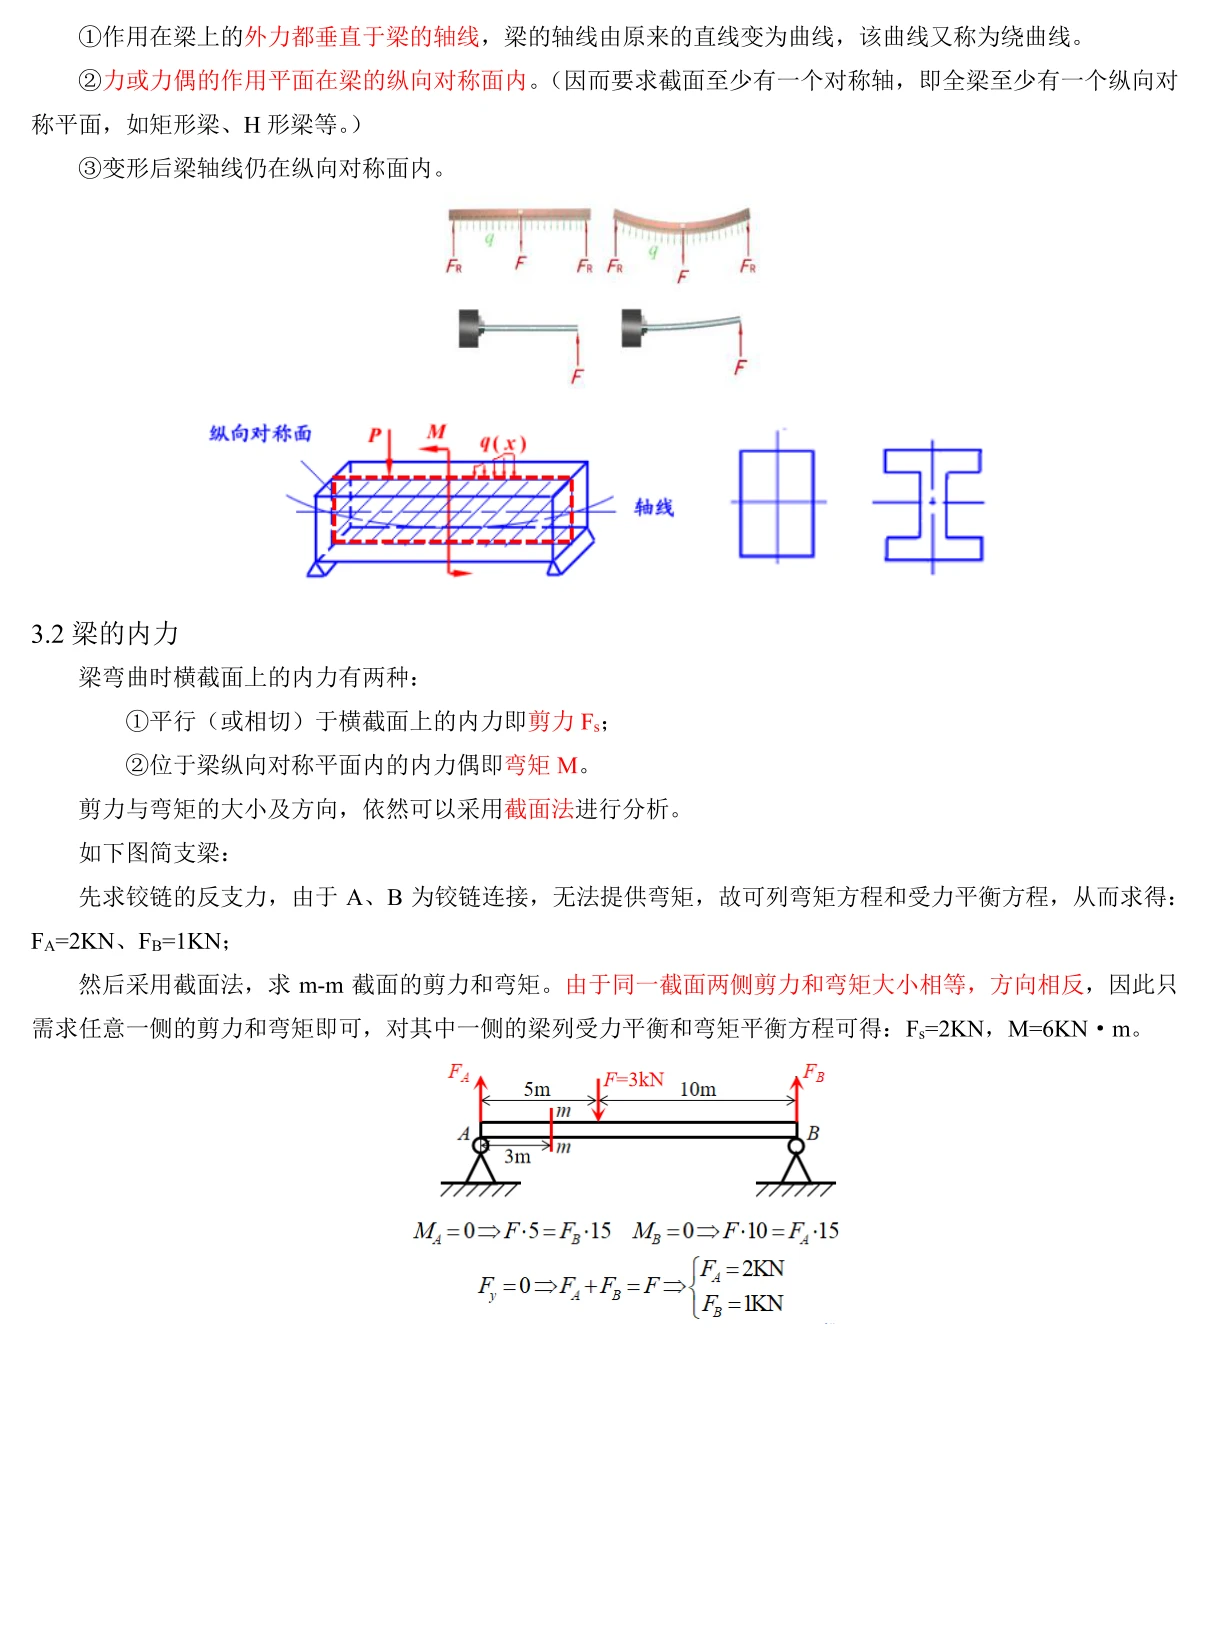 ①作用在梁上的外力都垂直于梁的轴线，梁的轴线由原来的直线变为曲线，该曲线又称为绕曲线。
②力或力偶的作用平面在梁的纵向对称面内。（因而要求截面至少有一个对称轴，即全梁至少有一个纵向对
称平面，如矩形梁、H 形梁等。）
③变形后梁轴线仍在纵向对称面内。
q q
FR F FR FR F FR
F F
纵向对称面 P M q(x)
轴线
3.2 梁的内力
梁弯曲时横截面上的内力有两种：
①平行（或相切）于横截面上的内力即剪力 Fs；
②位于梁纵向对称平面内的内力偶即弯矩 M。
剪力与弯矩的大小及方向，依然可以采用截面法进行分析。
如下图简支梁：
先求铰链的反支力，由于 A、B 为铰链连接，无法提供弯矩，故可列弯矩方程和受力平衡方程，从而求得：
FA=2KN、FB=1KN；
然后采用截面法，求 m-m 截面的剪力和弯矩。由于同一截面两侧剪力和弯矩大小相等，方向相反，因此只
需求任意一侧的剪力和弯矩即可，对其中一侧的梁列受力平衡和弯矩平衡方程可得：Fs=2KN，M=6KN·m。
FA F=3kN FB
5m 10m
m
A B
3m m
MA=0⇒F·5=FB·15 MB=0⇒F·10=FA·15
Fy=0⇒FA+FB=F⇒{FA=2KN
FB=1KN